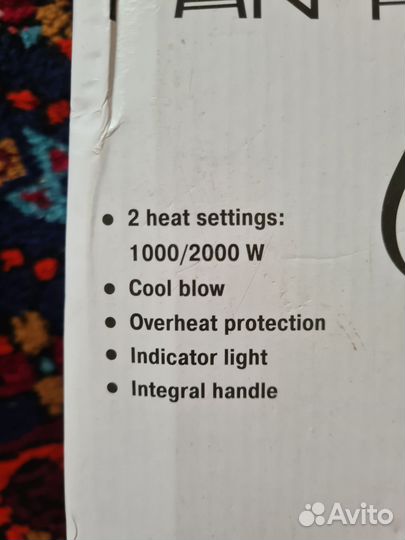 • 2 heat settings:
1000/2000 W
• Cool blow
• Overheat protection
• Indicator light
• Integral handle
Avito